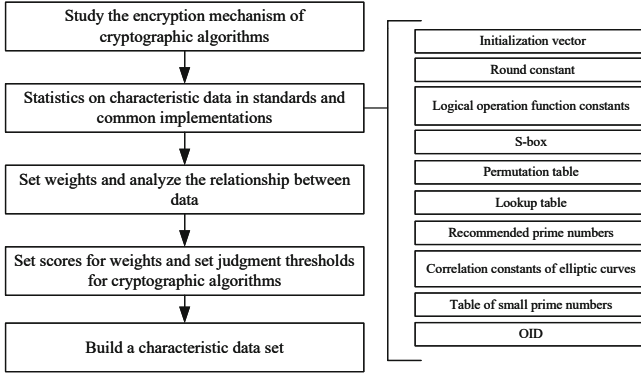 Study the encryption mechanism of
cryptographic algorithms
Statistics on characteristic data in standards and
common implementations
Set weights and analyze the relationship between
data
Set scores for weights and set judgment thresholds
for cryptographic algorithms
Build a characteristic data set
Initialization vector
Round constant
Logical operation function constants
S-box
Permutation table
Lookup table
Recommended prime numbers
Correlation constants of elliptic curves
Table of small prime numbers
OID